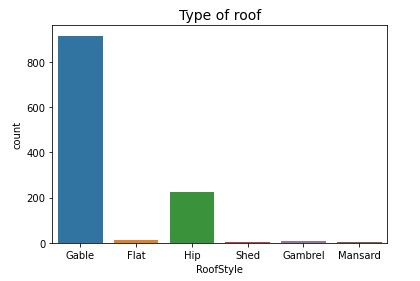 Type of roof
count
800
600
400
200
0
Gable Flat Hip Shed Gambrel Mansard
RoofStyle